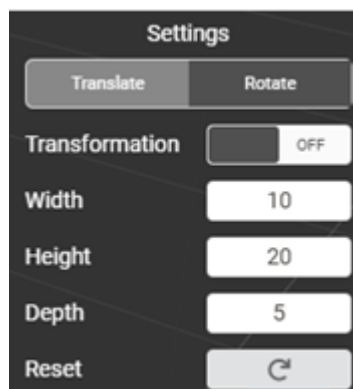 Settings
Translate Rotate
Transformation OFF
Width 10
Height 20
Depth 5
Reset